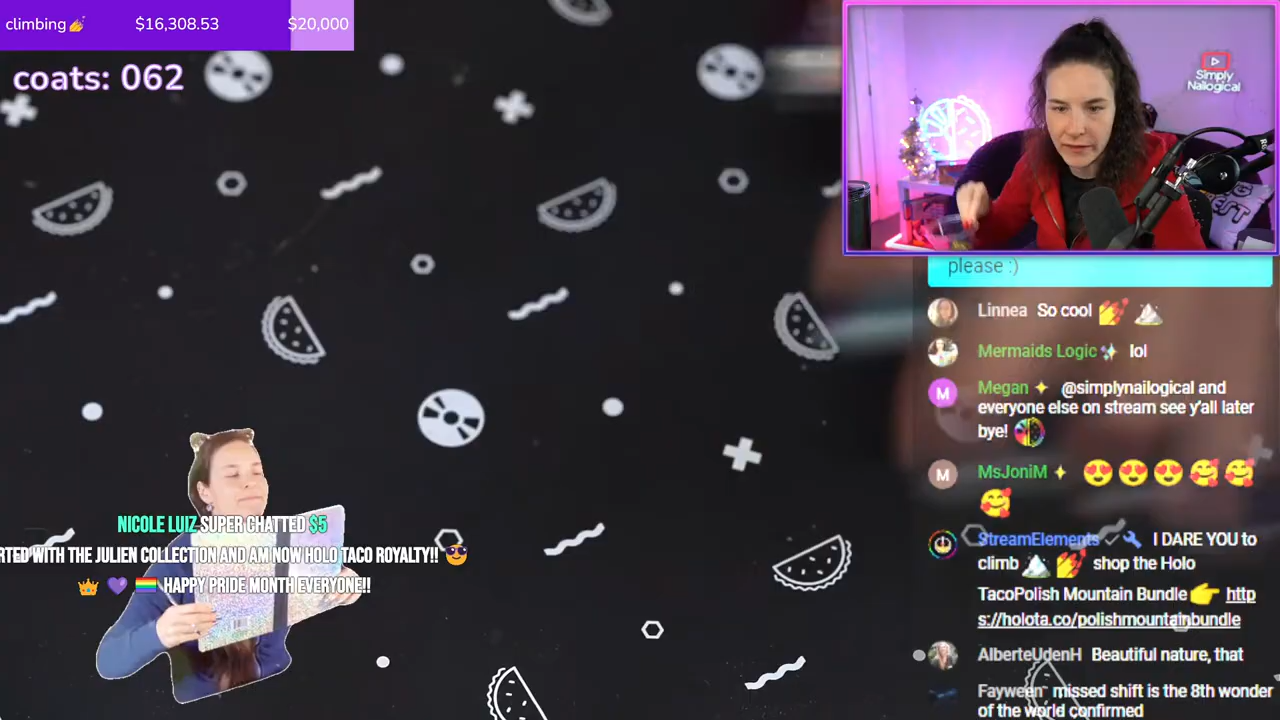 climbing💅 $16,308.53 $20,000
coats: 062
Simply
Nailogical
please :)
Linnea So cool 💅 🏔️
Mermaids Logic✨ lol
Megan ✨ @simplynailogical and
everyone else on stream see y'all later
bye!
MsJoniM ✨ 😍 😍 😍 🥰 🥰
🥰
StreamElements I DARE YOU to
climb 🏔️ 💅 shop the Holo
TacoPolish Mountain Bundle 👉 http
s://holota.co/polishmountainbundle
AlberteUdenH Beautiful nature, that
Fayween missed shift is the 8th wonder
of the world confirmed
NICOLE LUIZ SUPER CHATTED $5
RTED WITH THE JULIEN COLLECTION AND AM NOW HOLO TACO ROYALTY!! 😎
👑 💜 🏳️‍🌈 HAPPY PRIDE MONTH EVERYONE!!